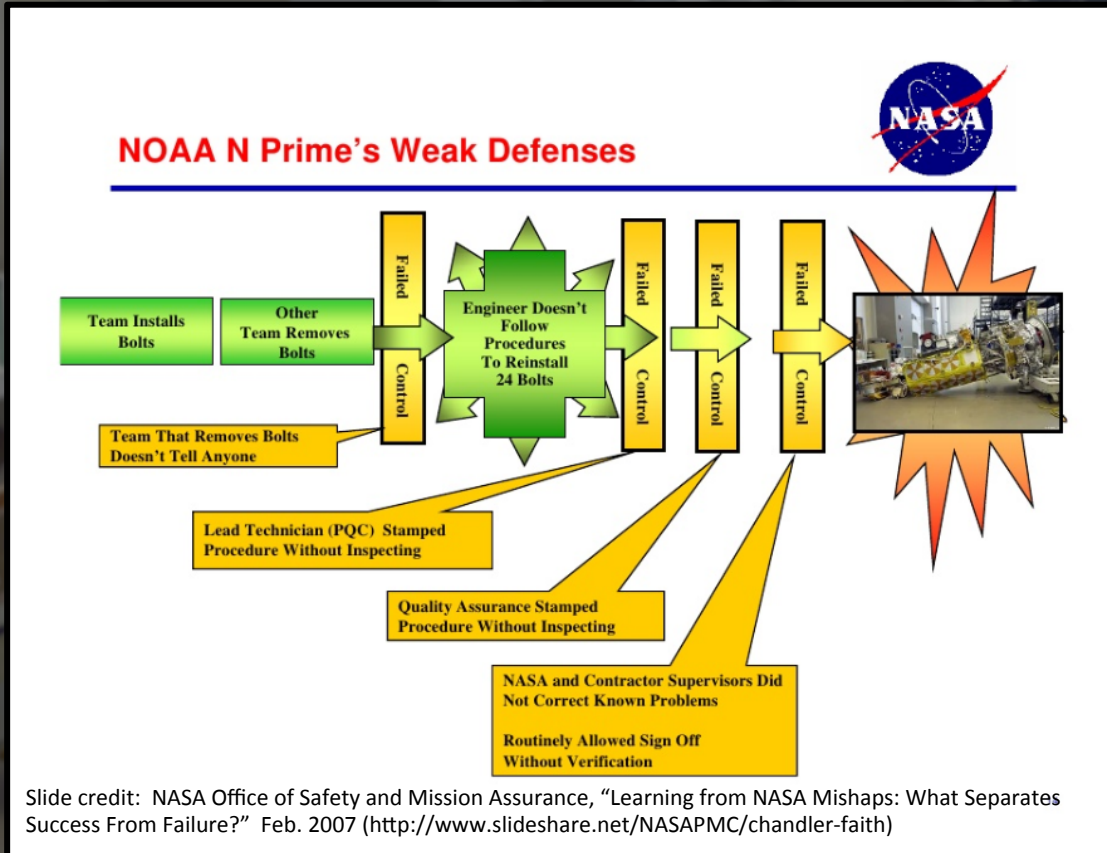 NASA
NOAA N Prime's Weak Defenses
Team Installs
Bolts
Other
Team Removes
Bolts
Failed Control
Engineer Doesn't
Follow
Procedures
To Reinstall
24 Bolts
Failed Control
Failed Control
Failed Control
Team That Removes Bolts
Doesn't Tell Anyone
Lead Technician (PQC) Stamped
Procedure Without Inspecting
Quality Assurance Stamped
Procedure Without Inspecting
NASA and Contractor Supervisors Did
Not Correct Known Problems
Routinely Allowed Sign Off
Without Verification
Slide credit: NASA Office of Safety and Mission Assurance, “Learning from NASA Mishaps: What Separates
Success From Failure?” Feb. 2007 (http://www.slideshare.net/NASAPMC/chandler-faith)